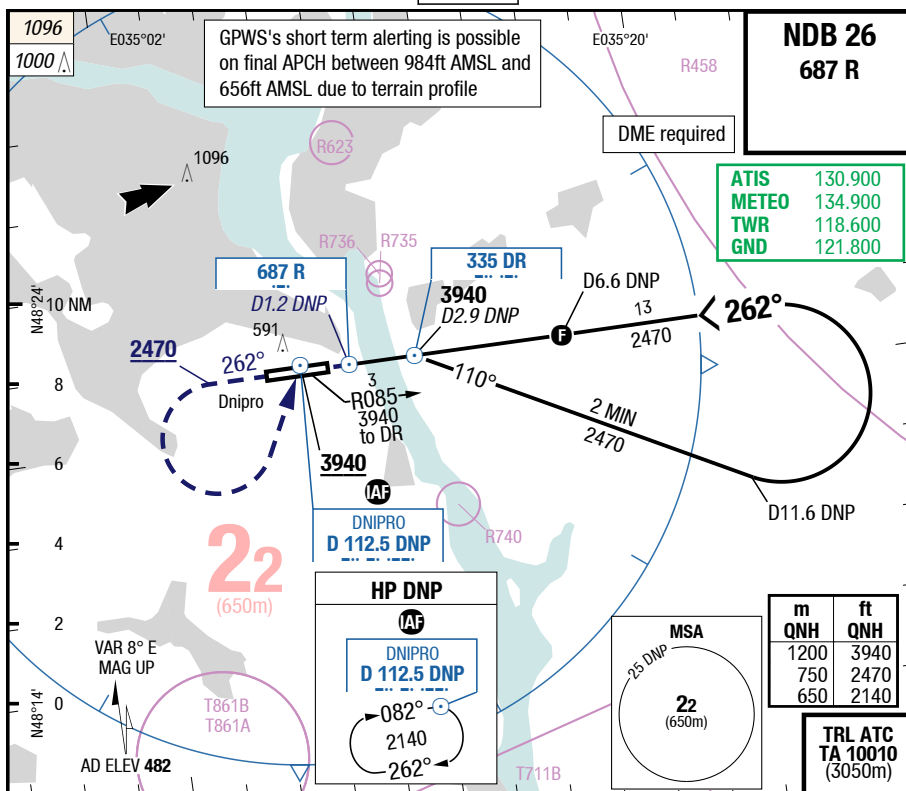 1096
1000
E035°02'
GPWS's short term alerting is possible
on final APCH between 984ft AMSL and
656ft AMSL due to terrain profile
E035°20'
R458
NDB 26
687 R
DME required
R623
1096
ATIS 130.900
METEO 134.900
TWR 118.600
GND 121.800
R736
R735
687 R
D1.2 DNP
335 DR
3940
D2.9 DNP
D6.6 DNP
F
13
2470
262°
N48°24'
10 NM
591
2470
262°
Dnipro
3
R085
3940
to DR
110°
2 MIN
2470
D11.6 DNP
8
6
4
2
0
3940
IAF
DNIPRO
D 112.5 DNP
R740
22
(650m)
HP DNP
IAF
DNIPRO
D 112.5 DNP
082°
2140
262°
MSA
25 DNP
22
(650m)
m ft
QNH QNH
1200 3940
750 2470
650 2140
VAR 8° E
MAG UP
N48°14'
T861B
T861A
AD ELEV 482
T711B
TRL ATC
TA 10010
(3050m)